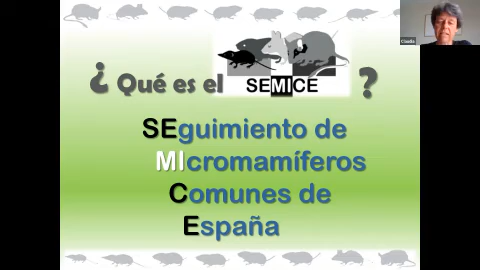 ¿ Qué es el SEMICE ?
SEguimiento de
MIcromamíferos
Comunes de
España